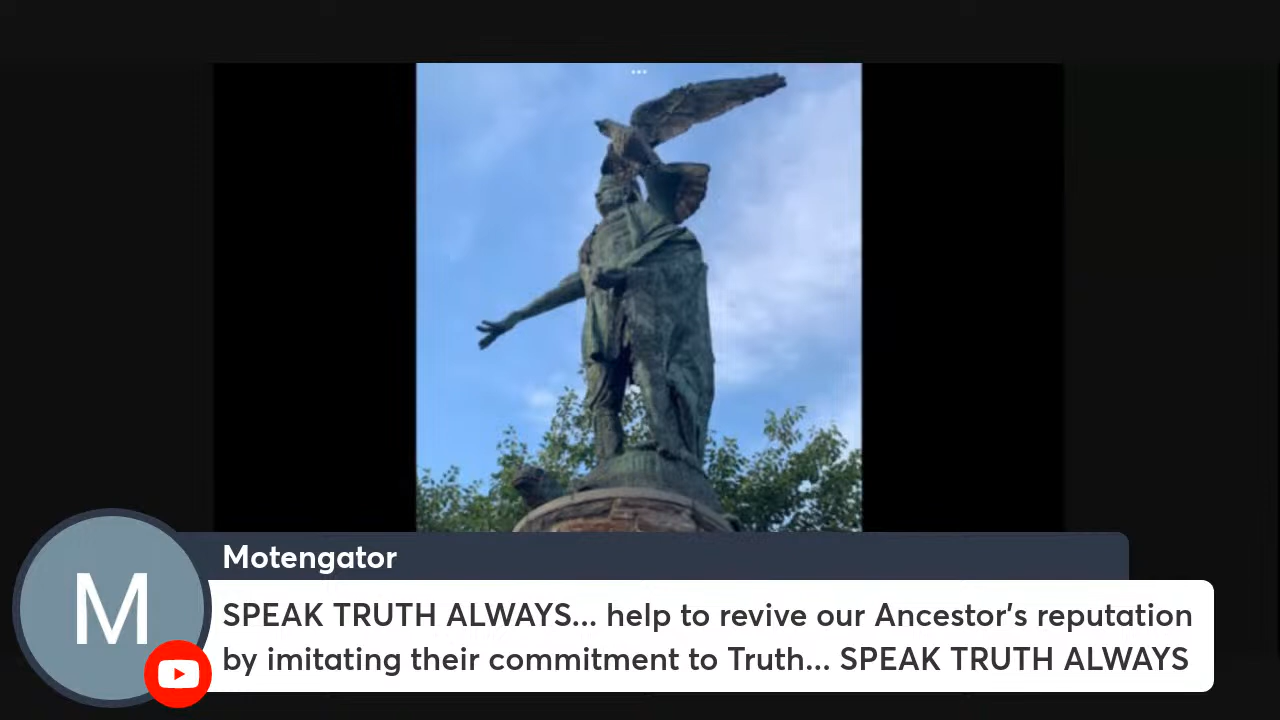 Motengator
M
SPEAK TRUTH ALWAYS... help to revive our Ancestor's reputation
by imitating their commitment to Truth... SPEAK TRUTH ALWAYS